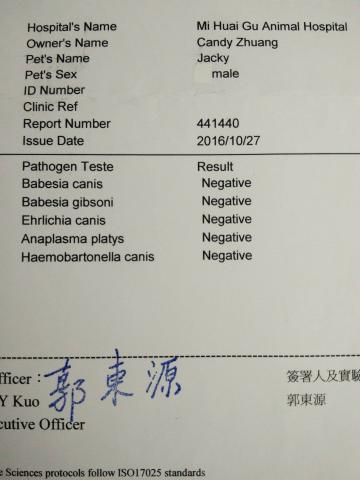 Hospital's Name Mi Huai Gu Animal Hospital
Owner's Name Candy Zhuang
Pet's Name Jacky
Pet's Sex male
ID Number
Clinic Ref
Report Number 441440
Issue Date 2016/10/27
Pathogen Teste Result
Babesia canis Negative
Babesia gibsoni Negative
Ehrlichia canis Negative
Anaplasma platys Negative
Haemobartonella canis Negative
fficer : 郭東源 簽署人及實驗
Y Kuo 郭東源
cutive Officer
e Sciences protocols follow ISO17025 standards